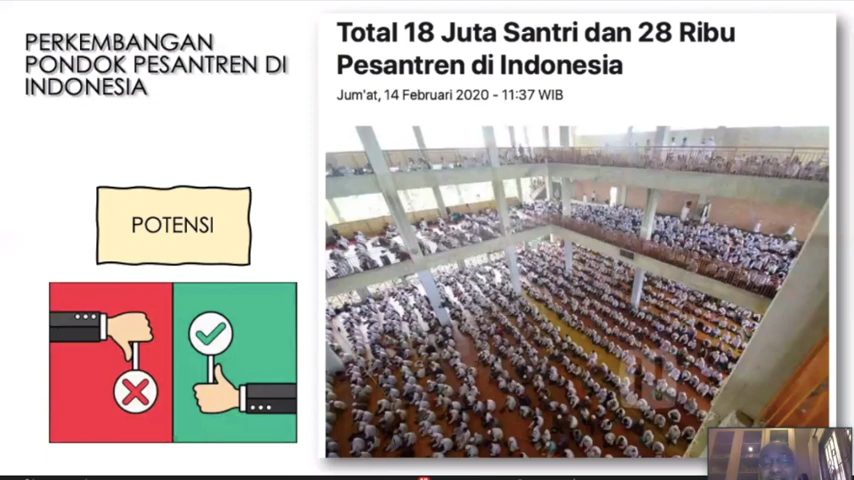 PERKEMBANGAN
PONDOK PESANTREN DI
INDONESIA
POTENSI
Total 18 Juta Santri dan 28 Ribu
Pesantren di Indonesia
Jum'at, 14 Februari 2020 - 11:37 WIB